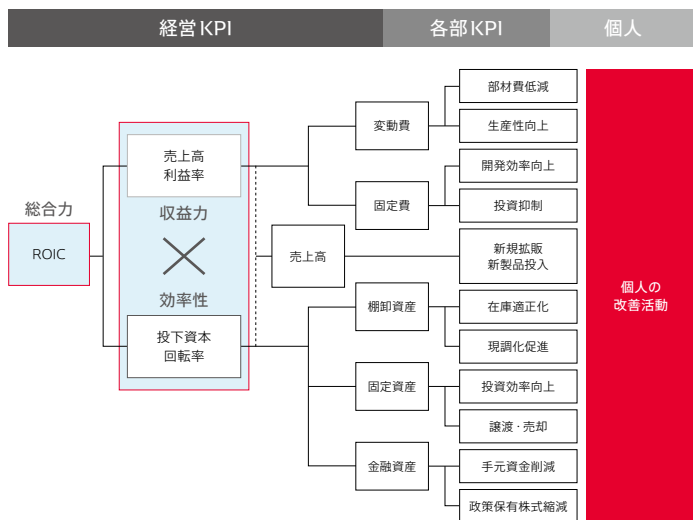 経営KPI
各部KPI
個人
総合力
ROIC
売上高
利益率
収益力
効率性
投下資本
回転率
売上高
変動費
固定費
棚卸資産
固定資産
金融資産
部材費低減
生産性向上
開発効率向上
投資抑制
新規拡販
新製品投入
在庫適正化
現調化促進
投資効率向上
譲渡・売却
手元資金削減
政策保有株式縮減
個人の
改善活動